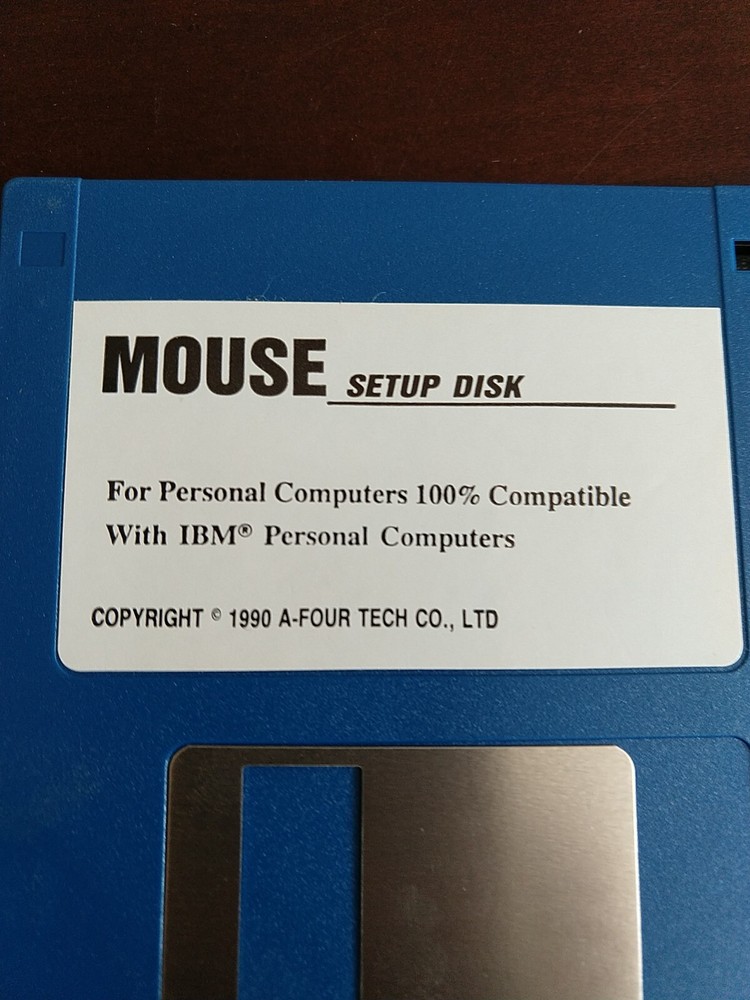 MOUSE SETUP DISK
For Personal Computers 100% Compatible
With IBM® Personal Computers
COPYRIGHT © 1990 A-FOUR TECH CO., LTD